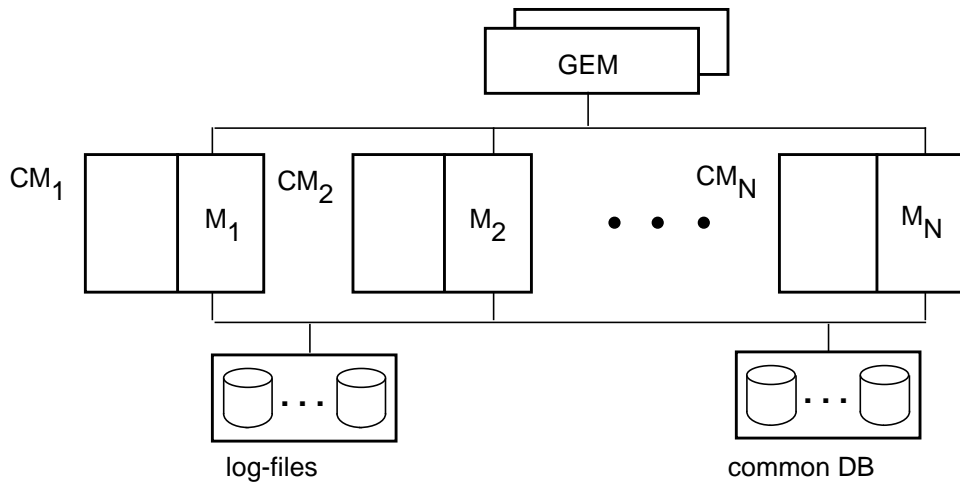 GEM
CM1
M1
CM2
M2
• • •
CMN
MN
. . .
. . .
log-files
common DB